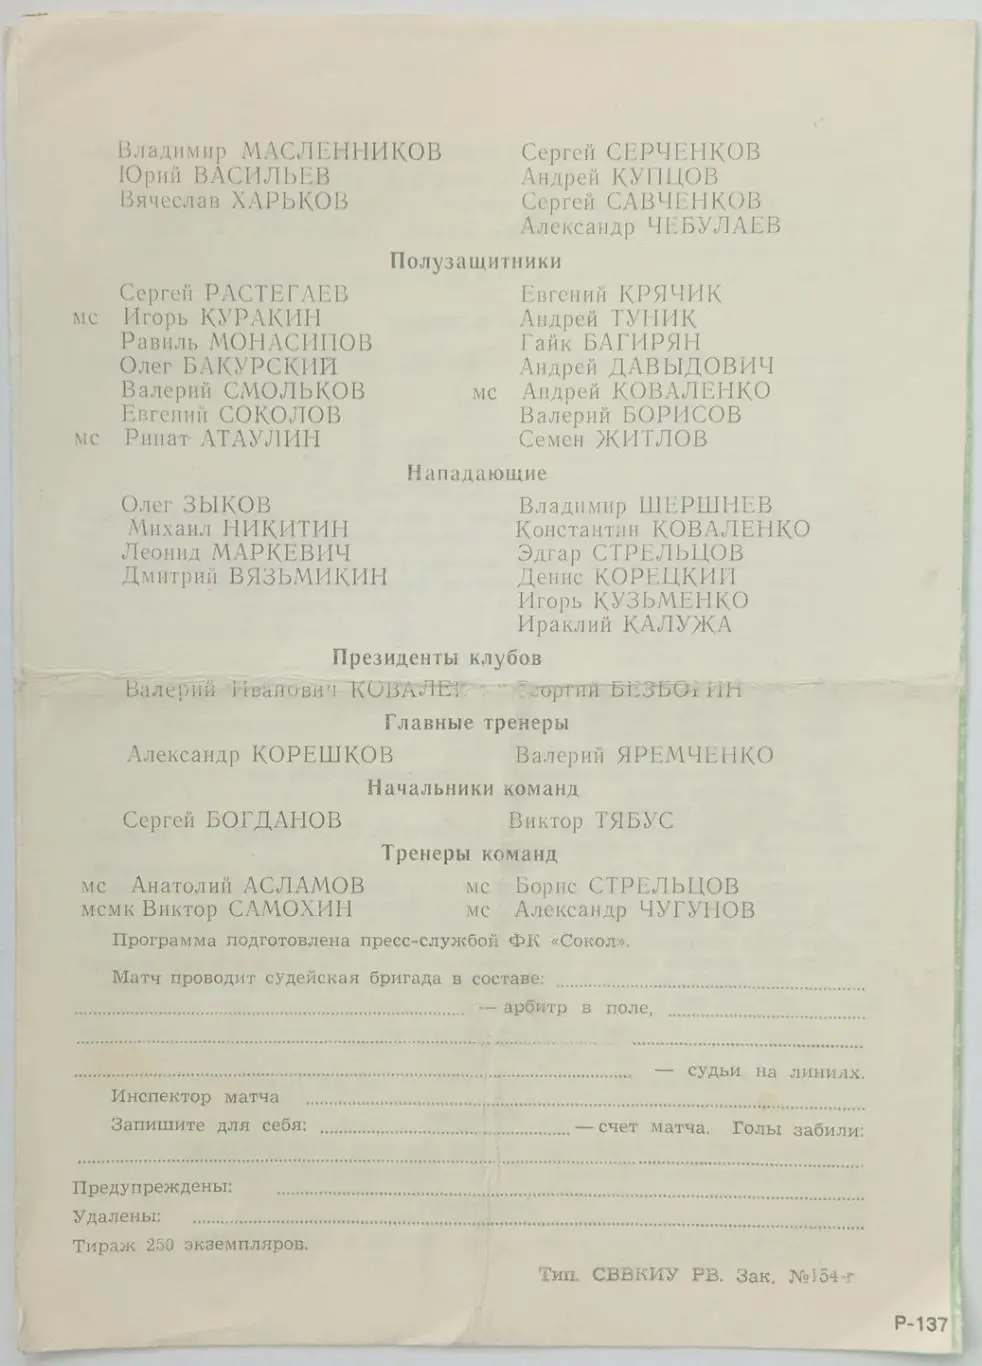 Владимир МАСЛЕННИКОВ Сергей СЕРЧЕНКОВ
Юрий ВАСИЛЬЕВ Андрей КУПЦОВ
Вячеслав ХАРЬКОВ Сергей САВЧЕНКОВ
Александр ЧЕБУЛАЕВ
Полузащитники
Сергей РАСТЕГАЕВ Евгений КРЯЧИК
мс Игорь КУРАКИН Андрей ТУНИК
Равиль МОНАСИПОВ Гайк БАГИРЯН
Олег БАКУРСКИЙ Андрей ДАВЫДОВИЧ
Валерий СМОЛЬКОВ мс Андрей КОВАЛЕНКО
Евгений СОКОЛОВ Валерий БОРИСОВ
мс Ринат АТАУЛИН Семен ЖИТЛОВ
Нападающие
Олег ЗЫКОВ Владимир ШЕРШНЕВ
Михаил НИКИТИН Константин КОВАЛЕНКО
Леонид МАРКЕВИЧ Эдгар СТРЕЛЬЦОВ
Дмитрий ВЯЗЬМИКИН Денис КОРЕЦКИЙ
Игорь КУЗЬМЕНКО
Ираклий КАЛУЖА
Президенты клубов
Валерий Иванович Георгий
Главные тренеры
Александр КОРЕШКОВ Валерий ЯРЕМЧЕНКО
Начальники команд
Сергей БОГДАНОВ Виктор ТЯБУС
Тренеры команд
мс Анатолий АСЛАМОВ мс Борис СТРЕЛЬЦОВ
мсмк Виктор САМОХИН мс Александр ЧУГУНОВ
Программа подготовлена пресс-службой ФК «Сокол».
Матч проводит судейская бригада в составе:
— арбитр в поле,
— судьи на линиях.
Инспектор матча
Запишите для себя: — счет матча. Голы забили:
Предупреждены:
Удалены:
Тираж 250 экземпляров.
Тип. СВВКИУ РВ. Зак. №154-г
Р-137